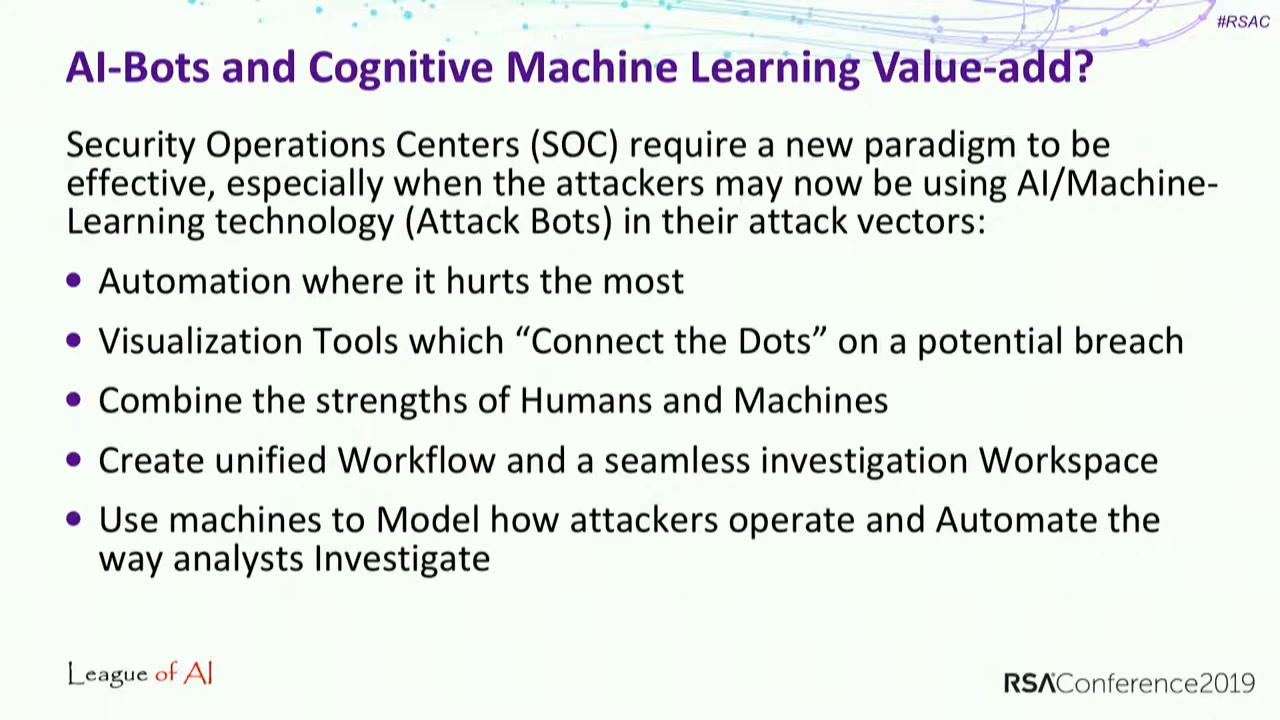 #RSAC
AI-Bots and Cognitive Machine Learning Value-add?
Security Operations Centers (SOC) require a new paradigm to be
effective, especially when the attackers may now be using AI/Machine-
Learning technology (Attack Bots) in their attack vectors:
• Automation where it hurts the most
• Visualization Tools which “Connect the Dots” on a potential breach
• Combine the strengths of Humans and Machines
• Create unified Workflow and a seamless investigation Workspace
• Use machines to Model how attackers operate and Automate the
way analysts Investigate
League of AI
RSAConference2019